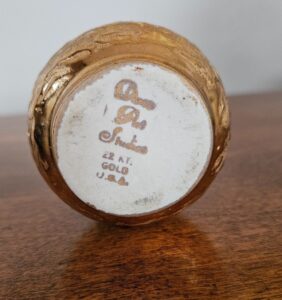 Dixon
Art
Studios
22 KT.
GOLD
U.S.A.